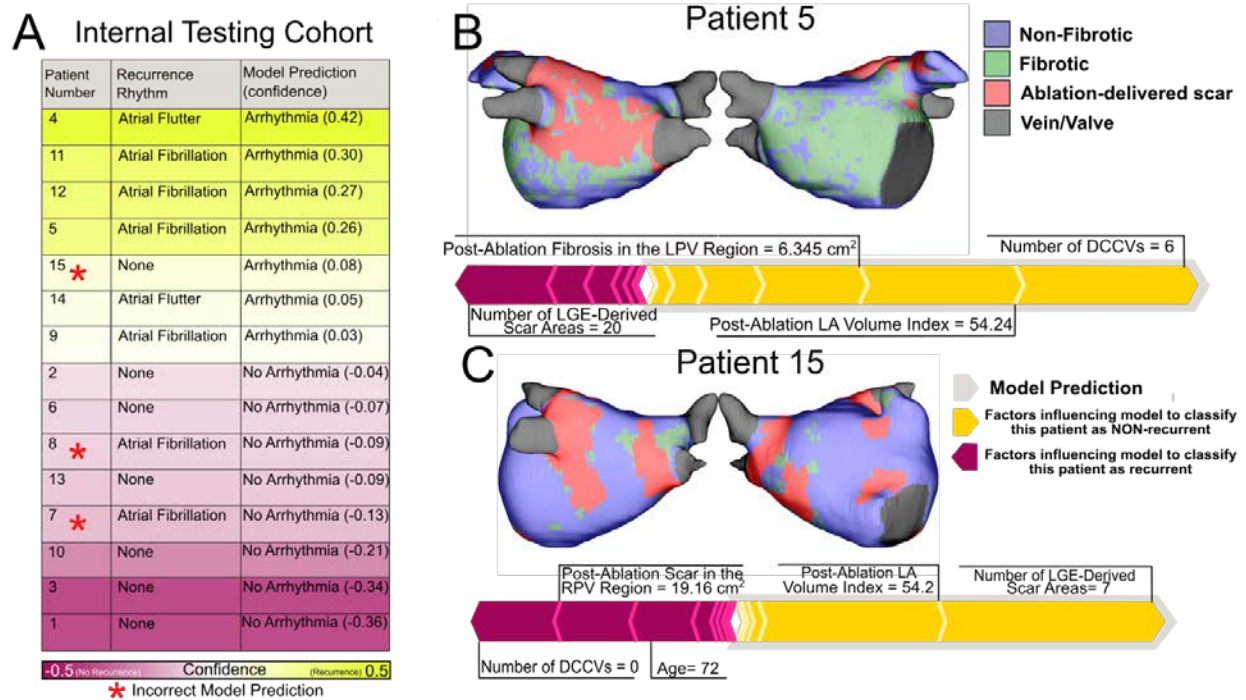 A Internal Testing Cohort
Patient Number Recurrence Rhythm Model Prediction (confidence)
4 Atrial Flutter Arrhythmia (0.42)
11 Atrial Fibrillation Arrhythmia (0.30)
12 Atrial Fibrillation Arrhythmia (0.27)
5 Atrial Fibrillation Arrhythmia (0.26)
15 * None Arrhythmia (0.08)
14 Atrial Flutter Arrhythmia (0.05)
9 Atrial Fibrillation Arrhythmia (0.03)
2 None No Arrhythmia (-0.04)
6 None No Arrhythmia (-0.07)
8 * Atrial Fibrillation No Arrhythmia (-0.09)
13 None No Arrhythmia (-0.09)
7 * Atrial Fibrillation No Arrhythmia (-0.13)
10 None No Arrhythmia (-0.21)
3 None No Arrhythmia (-0.34)
1 None No Arrhythmia (-0.36)
-0.5 (No Recurrence) Confidence (Recurrence) 0.5
* Incorrect Model Prediction
B Patient 5
Non-Fibrotic
Fibrotic
Ablation-delivered scar
Vein/Valve
Post-Ablation Fibrosis in the LPV Region = 6.345 cm²
Number of DCCVs = 6
Number of LGE-Derived
Scar Areas = 20
Post-Ablation LA Volume Index = 54.24
C Patient 15
Model Prediction
Factors influencing model to classify
this patient as NON-recurrent
Factors influencing model to classify
this patient as recurrent
Post-Ablation Scar in the
RPV Region = 19.16 cm²
Post-Ablation LA
Volume Index = 54.2
Number of LGE-Derived
Scar Areas= 7
Number of DCCVs = 0
Age= 72